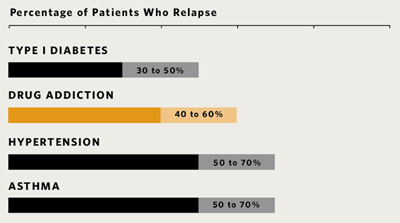 Percentage of Patients Who Relapse
TYPE I DIABETES
30 to 50%
DRUG ADDICTION
40 to 60%
HYPERTENSION
50 to 70%
ASTHMA
50 to 70%